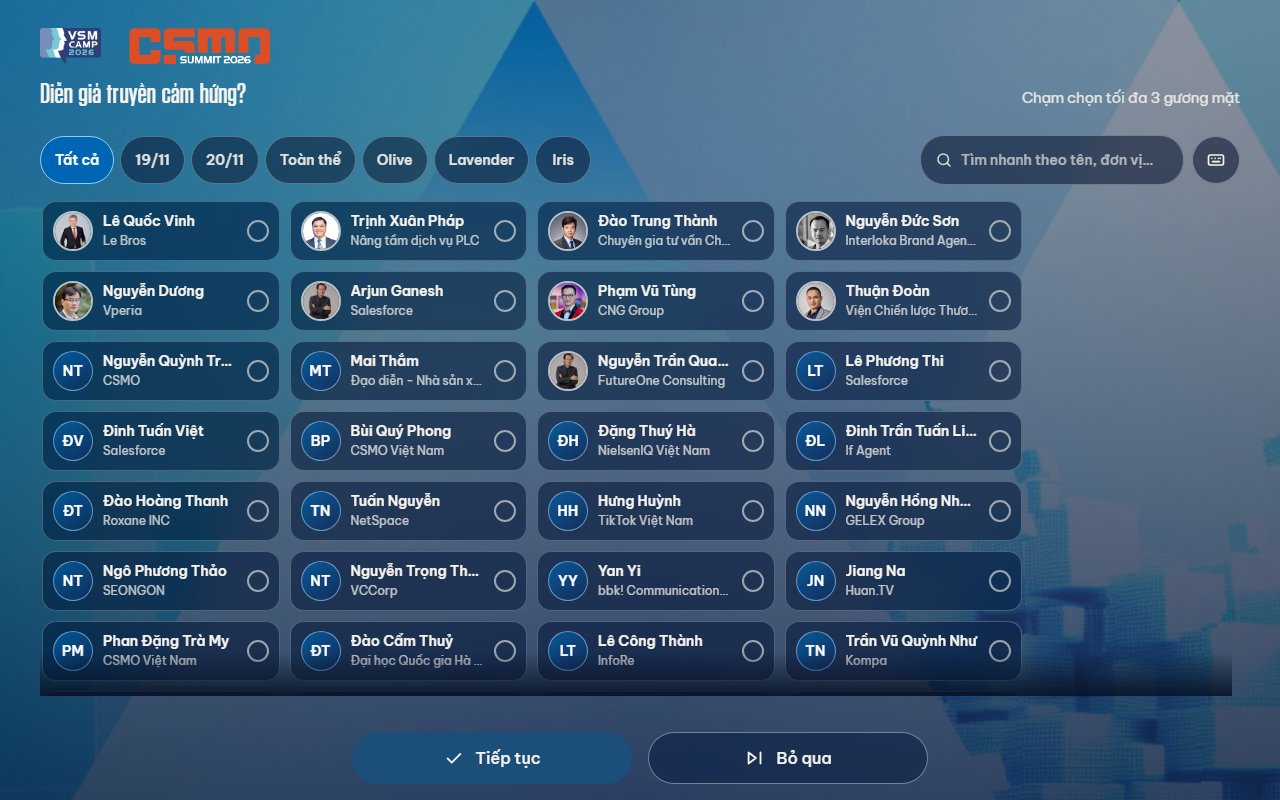 VSM
CAMP
2026
CSMO
SUMMIT 2026
Diễn giả truyền cảm hứng?
Chạm chọn tối đa 3 gương mặt
Tất cả
19/11
20/11
Toàn thể
Olive
Lavender
Iris
Tìm nhanh theo tên, đơn vị...
Lê Quốc Vinh
Le Bros
Trịnh Xuân Pháp
Nâng tầm dịch vụ PLC
Đào Trung Thành
Chuyên gia tư vấn Ch...
Nguyễn Đức Sơn
Interloka Brand Agen...
Nguyễn Dương
Vperia
Arjun Ganesh
Salesforce
Phạm Vũ Tùng
CNG Group
Thuận Đoàn
Viện Chiến lược Thươ...
NT
Nguyễn Quỳnh Tr...
CSMO
MT
Mai Thắm
Đạo diễn - Nhà sản x...
Nguyễn Trần Qua...
FutureOne Consulting
LT
Lê Phương Thi
Salesforce
ĐV
Đinh Tuấn Việt
Salesforce
BP
Bùi Quý Phong
CSMO Việt Nam
ĐH
Đặng Thuý Hà
NielsenIQ Việt Nam
ĐL
Đinh Trần Tuấn Li...
If Agent
ĐT
Đào Hoàng Thanh
Roxane INC
TN
Tuấn Nguyễn
NetSpace
HH
Hưng Huỳnh
TikTok Việt Nam
NN
Nguyễn Hồng Nh...
GELEX Group
NT
Ngô Phương Thảo
SEONGON
NT
Nguyễn Trọng Th...
VCCorp
YY
Yan Yi
bbk! Communication...
JN
Jiang Na
Huan.TV
PM
Phan Đặng Trà My
CSMO Việt Nam
ĐT
Đào Cẩm Thuỷ
Đại học Quốc gia Hà ...
LT
Lê Công Thành
InfoRe
TN
Trần Vũ Quỳnh Như
Kompa
Tiếp tục
Bỏ qua